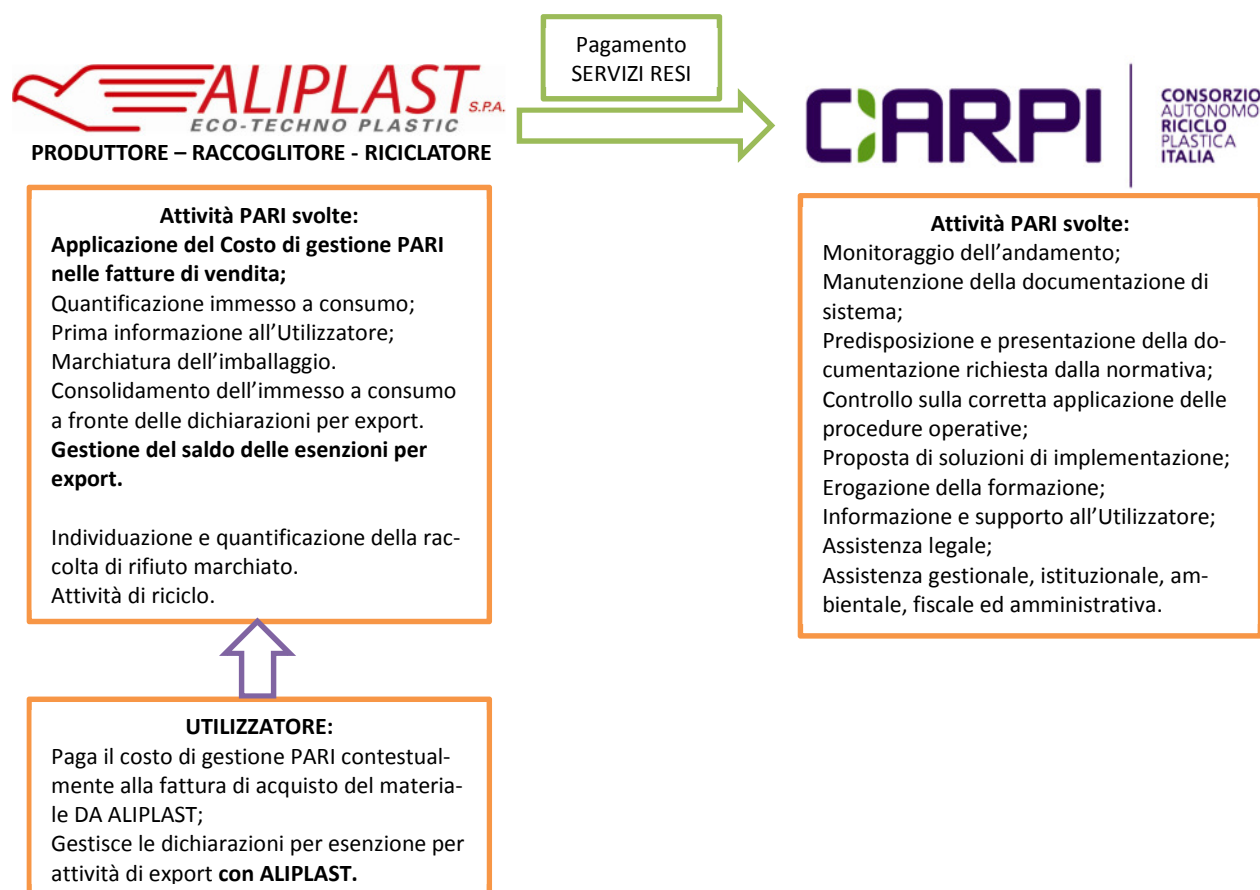 ALIPLAST S.P.A.
ECO-TECHNO PLASTIC
PRODUTTORE – RACCOGLITORE - RICICLATORE
Pagamento
SERVIZI RESI
CARPI
CONSORZIO
AUTONOMO
RICICLO
PLASTICA
ITALIA
Attività PARI svolte:
Applicazione del Costo di gestione PARI
nelle fatture di vendita;
Quantificazione immesso a consumo;
Prima informazione all’Utilizzatore;
Marchiatura dell’imballaggio.
Consolidamento dell’immesso a consumo
a fronte delle dichiarazioni per export.
Gestione del saldo delle esenzioni per
export.
Individuazione e quantificazione della rac-
colta di rifiuto marchiato.
Attività di riciclo.
Attività PARI svolte:
Monitoraggio dell’andamento;
Manutenzione della documentazione di
sistema;
Predisposizione e presentazione della do-
cumentazione richiesta dalla normativa;
Controllo sulla corretta applicazione delle
procedure operative;
Proposta di soluzioni di implementazione;
Erogazione della formazione;
Informazione e supporto all’Utilizzatore;
Assistenza legale;
Assistenza gestionale, istituzionale, am-
bientale, fiscale ed amministrativa.
UTILIZZATORE:
Paga il costo di gestione PARI contestual-
mente alla fattura di acquisto del materia-
le DA ALIPLAST;
Gestisce le dichiarazioni per esenzione per
attività di export con ALIPLAST.